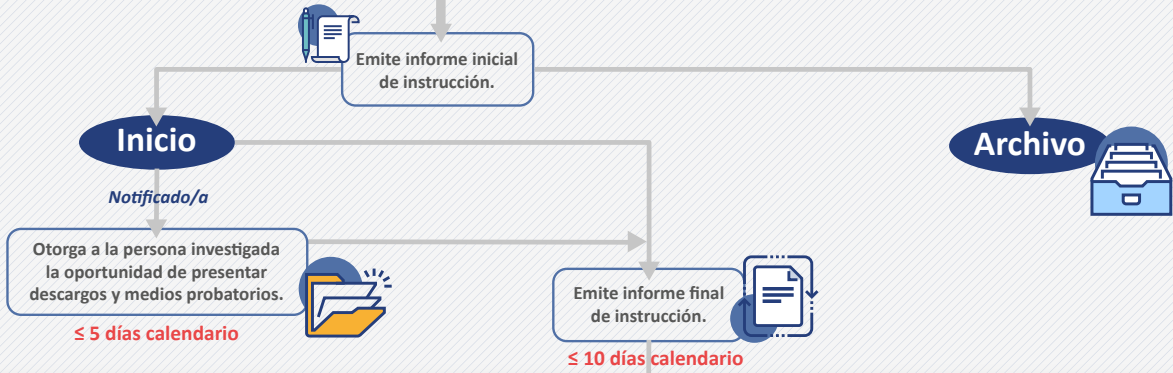 Emite informe inicial
de instrucción.
Inicio
Archivo
Notificado/a
Otorga a la persona investigada
la oportunidad de presentar
descargos y medios probatorios.
≤ 5 días calendario
Emite informe final
de instrucción.
≤ 10 días calendario